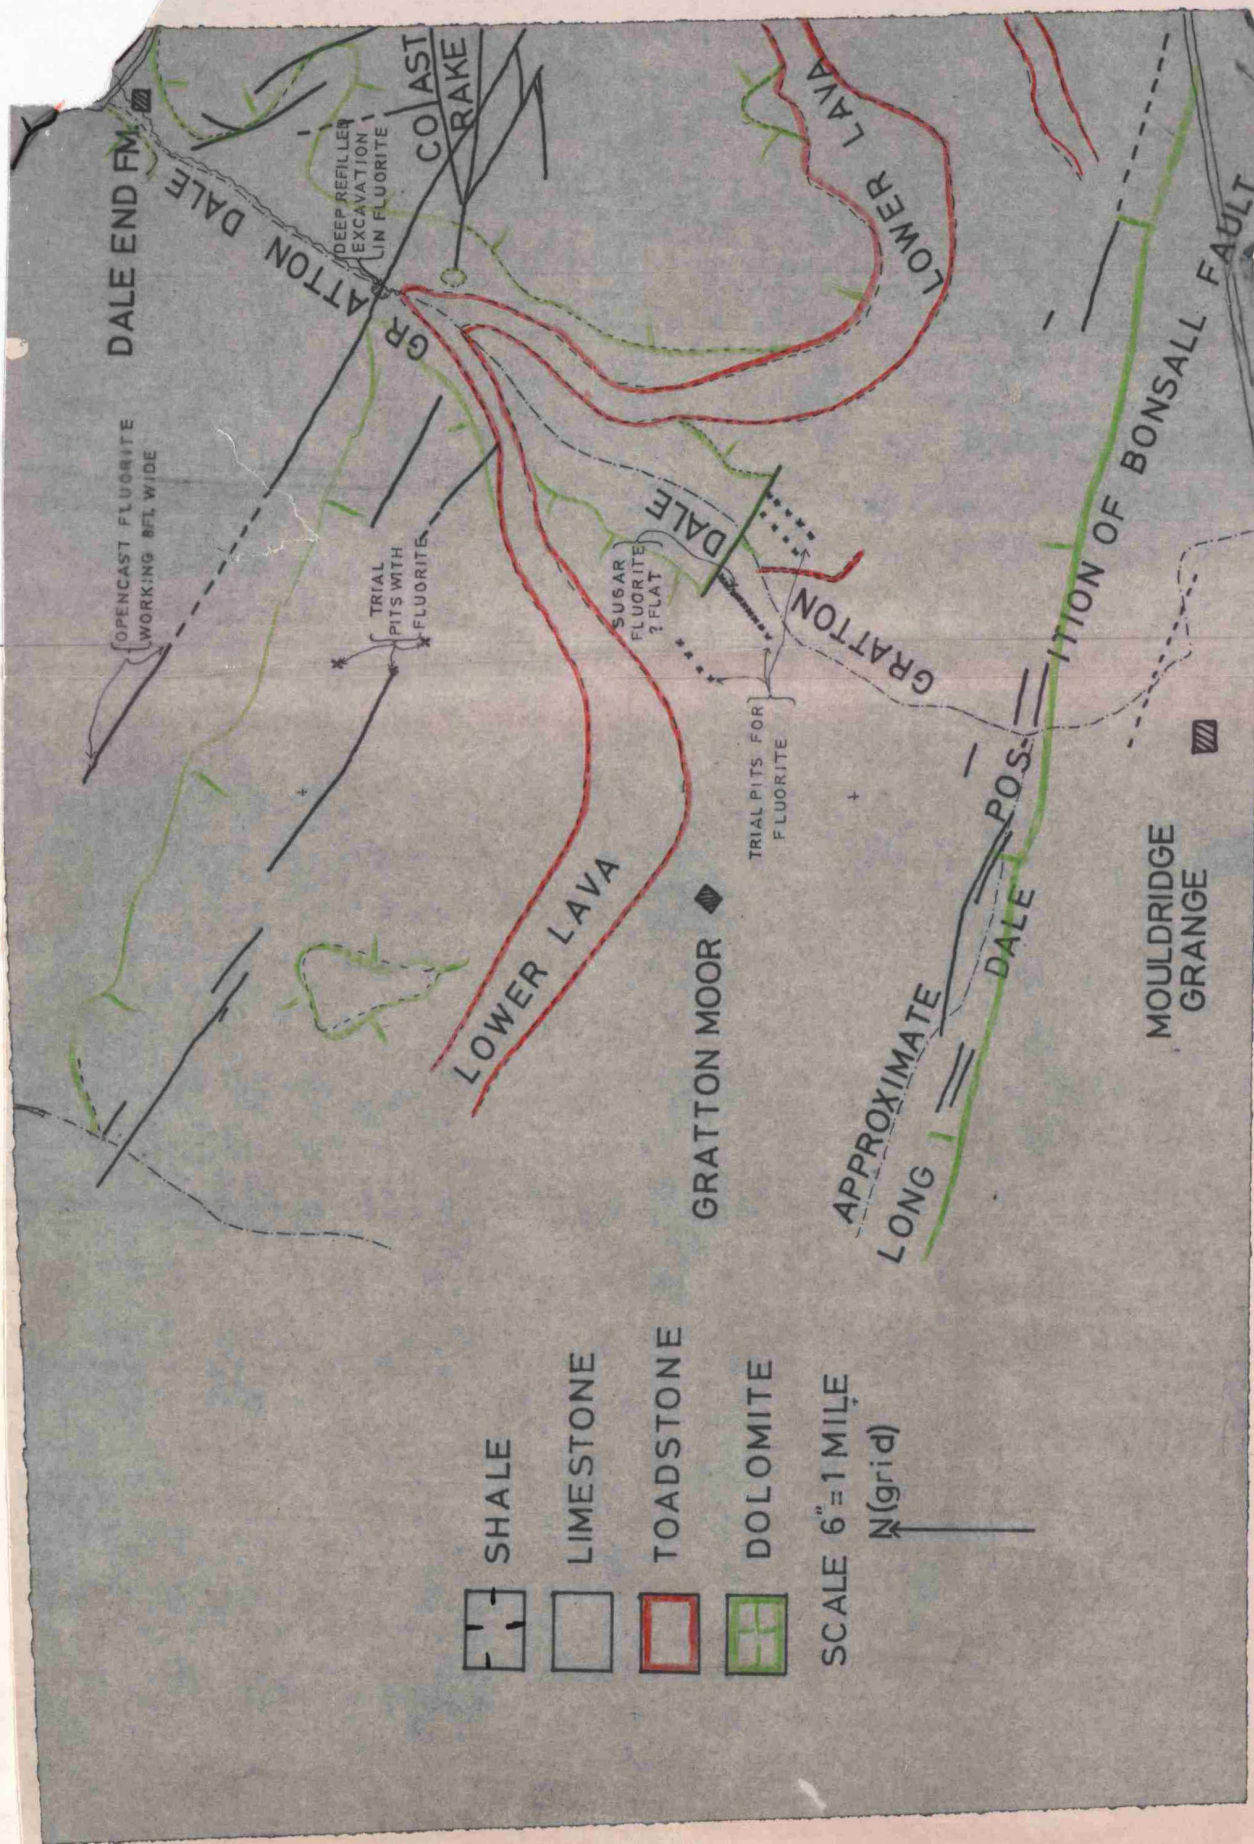 OPENCAST FLUORITE
WORKING 8FT. WIDE
DALE END FM.
GRATTON DALE
DEEP REFILLED
EXCAVATION
IN FLUORITE
COAST
RAKE
TRIAL
PITS WITH
FLUORITE
SUGAR
FLUORITE
? FLAT
GRATTON DALE
TRIAL PITS FOR
FLUORITE
LOWER LAVA
LOWER LAVA
LOWER LAVA
GRATTON MOOR
APPROXIMATE POSITION OF BONSALL FAULT
LONG DALE
MOULDRIDGE
GRANGE
SHALE
LIMESTONE
TOADSTONE
DOLOMITE
SCALE 6"=1 MILE
N(grid)